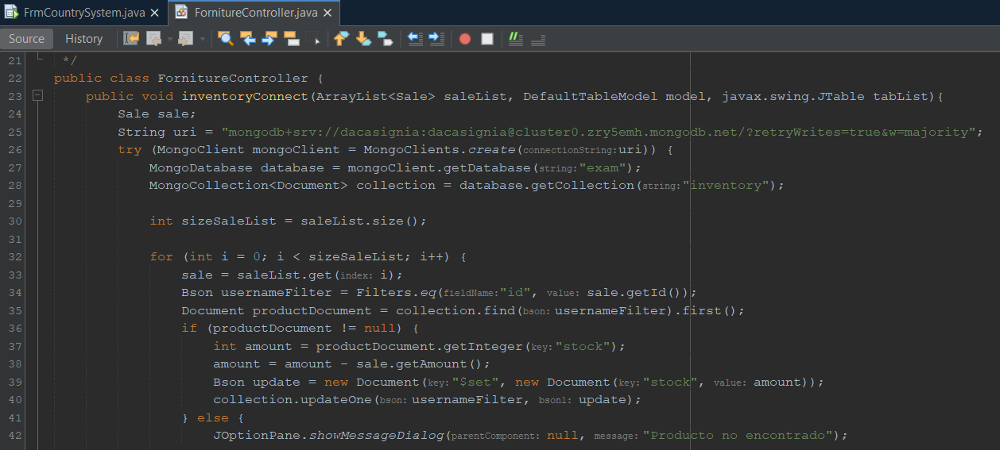 FrmCountrySystem.java
FornitureController.java
Source History
21 */
22 public class FornitureController {
23 public void inventoryConnect(ArrayList<Sale> saleList, DefaultTableModel model, javax.swing.JTable tabList){
24 Sale sale;
25 String uri = "mongodb+srv://dacasignia:dacasignia@cluster0.zry5emh.mongodb.net/?retryWrites=true&w=majority";
26 try (MongoClient mongoClient = MongoClients.create(connectionString:uri)) {
27 MongoDatabase database = mongoClient.getDatabase(string:"exam");
28 MongoCollection<Document> collection = database.getCollection(string:"inventory");
29
30 int sizeSaleList = saleList.size();
31
32 for (int i = 0; i < sizeSaleList; i++) {
33 sale = saleList.get(index: i);
34 Bson usernameFilter = Filters.eq(fieldName:"id", value: sale.getId());
35 Document productDocument = collection.find(bson: usernameFilter).first();
36 if (productDocument != null) {
37 int amount = productDocument.getInteger(key:"stock");
38 amount = amount - sale.getAmount();
39 Bson update = new Document(key:"$set", new Document(key:"stock", value: amount));
40 collection.updateOne(bson: usernameFilter, bson1: update);
41 } else {
42 JOptionPane.showMessageDialog(parentComponent: null, message: "Producto no encontrado");